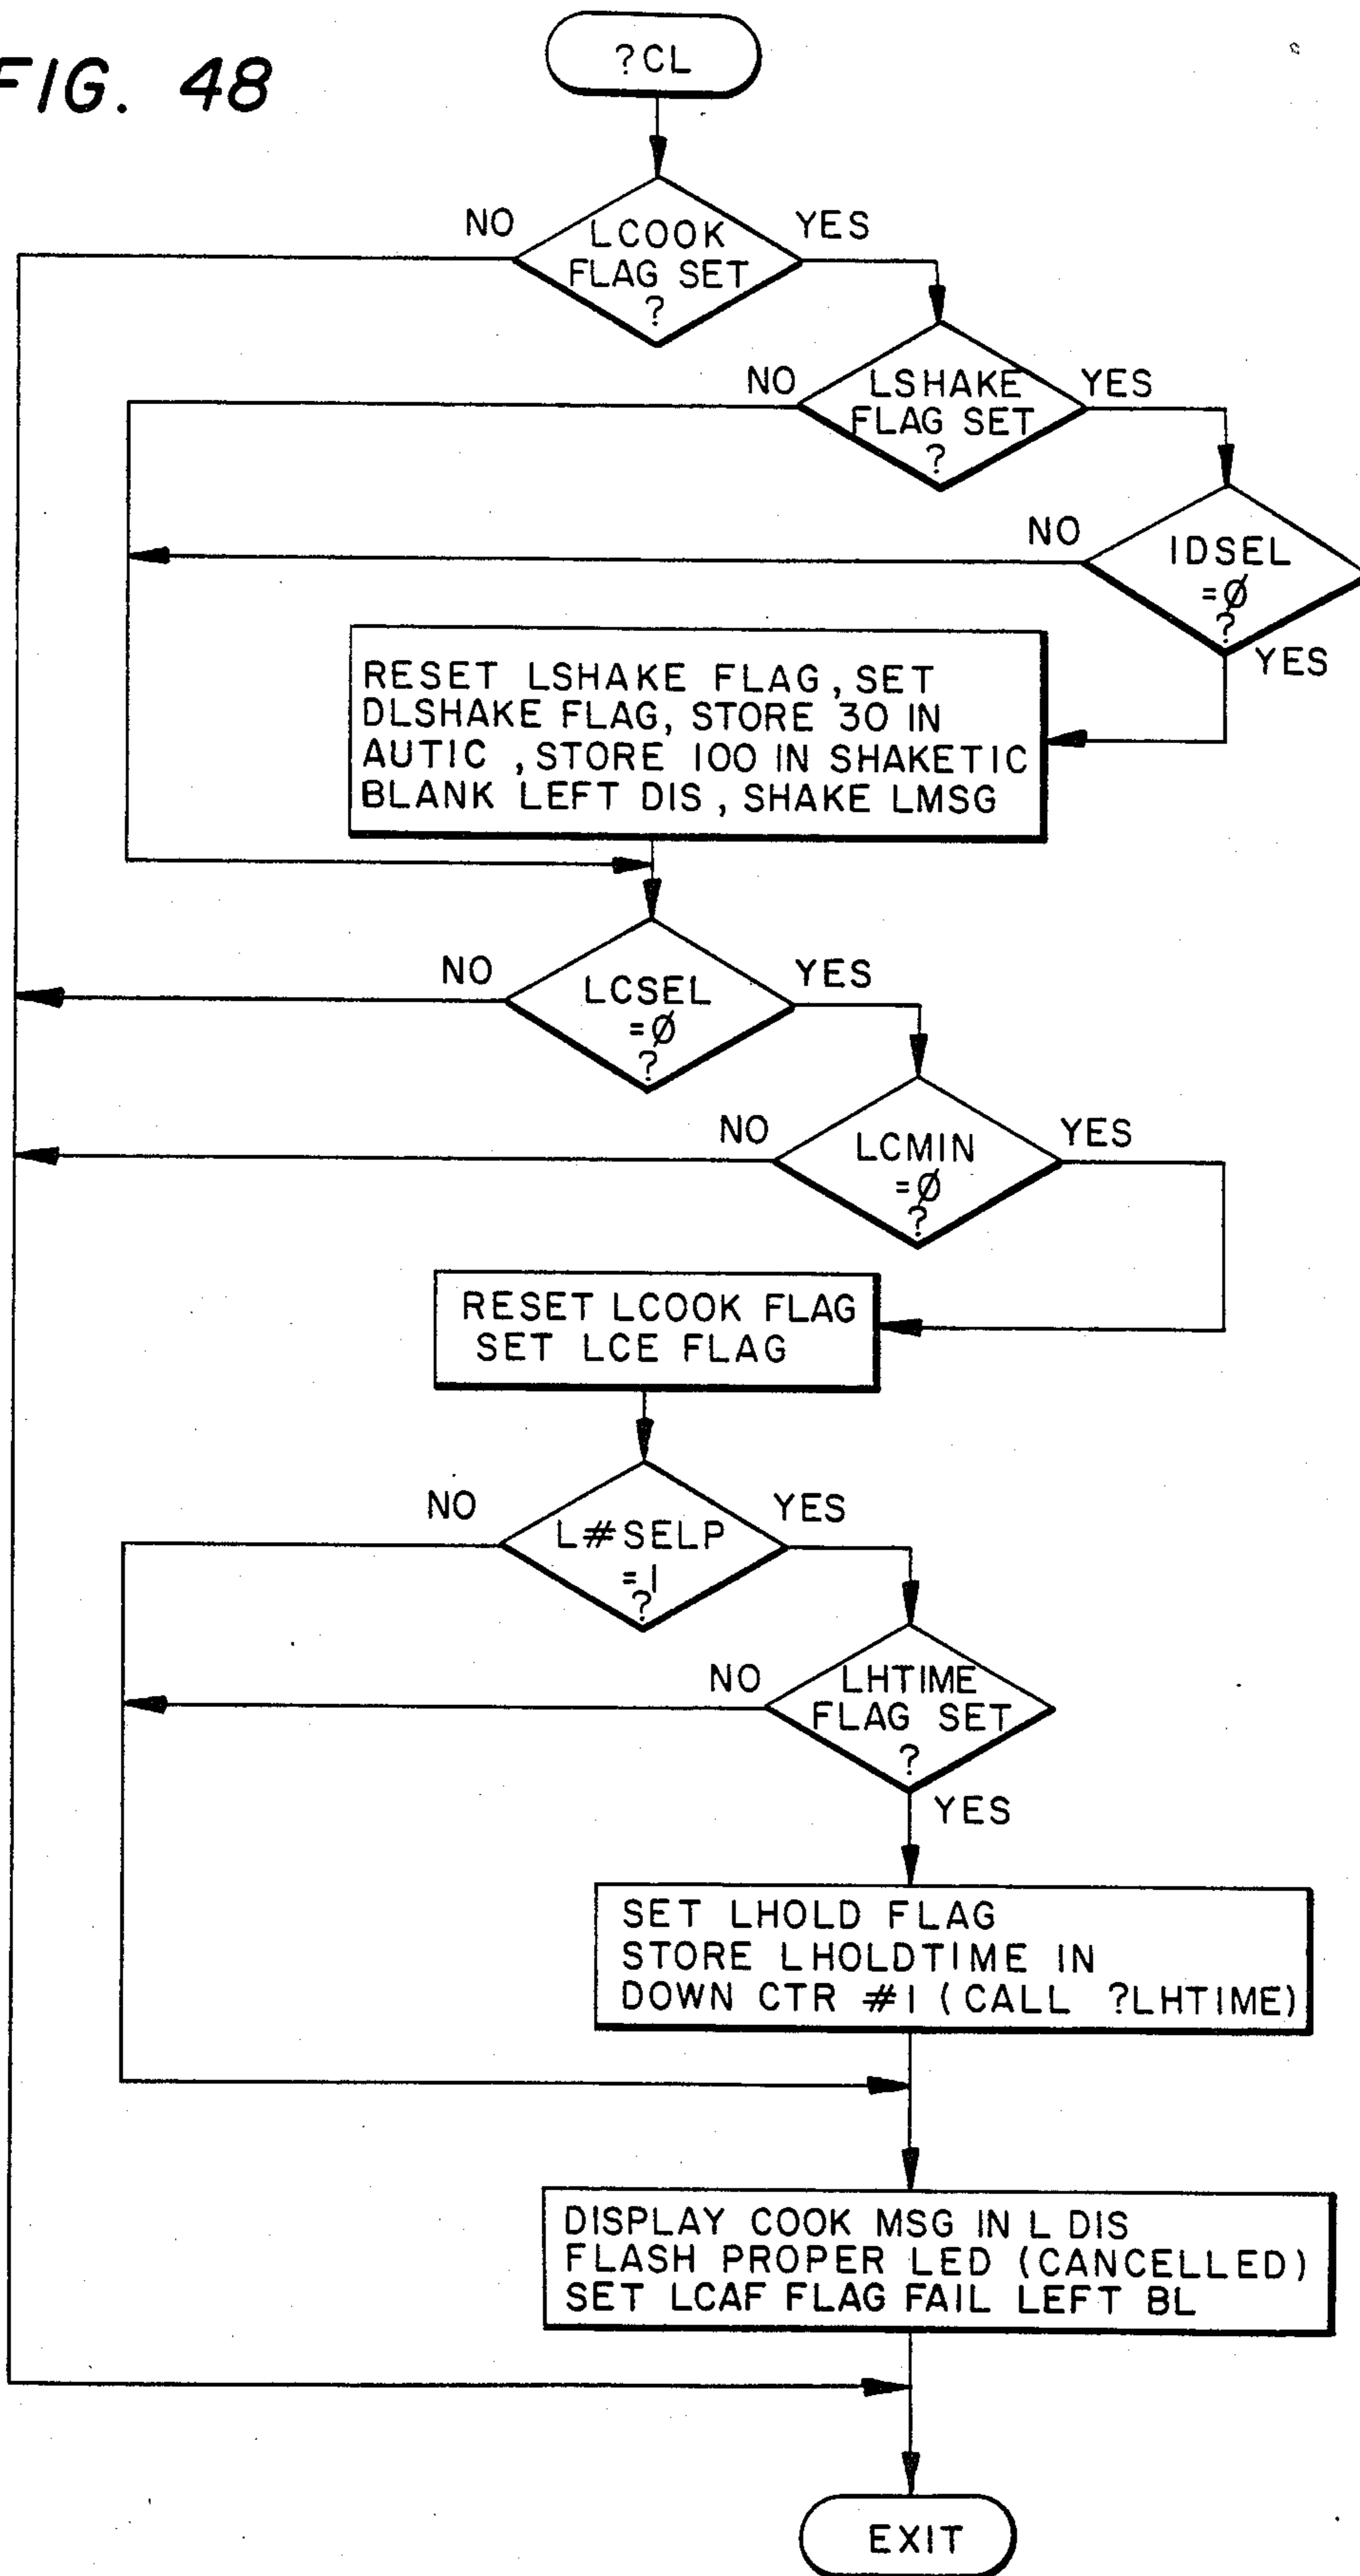 FIG. 48
?CL
NO
YES
LCOOK
FLAG SET
?
NO
YES
LSHAKE
FLAG SET
?
NO
IDSEL
=Ø
?
YES
RESET LSHAKE FLAG, SET
DLSHAKE FLAG, STORE 30 IN
AUTIC , STORE 100 IN SHAKETIC
BLANK LEFT DIS , SHAKE LMSG
NO
YES
LCSEL
=Ø
?
NO
YES
LCMIN
=Ø
?
RESET LCOOK FLAG
SET LCE FLAG
NO
YES
L#SELP
=1
?
NO
LHTIME
FLAG SET
?
YES
SET LHOLD FLAG
STORE LHOLDTIME IN
DOWN CTR #1 (CALL ?LHTIME)
DISPLAY COOK MSG IN L DIS
FLASH PROPER LED (CANCELLED)
SET LCAF FLAG FAIL LEFT BL
EXIT